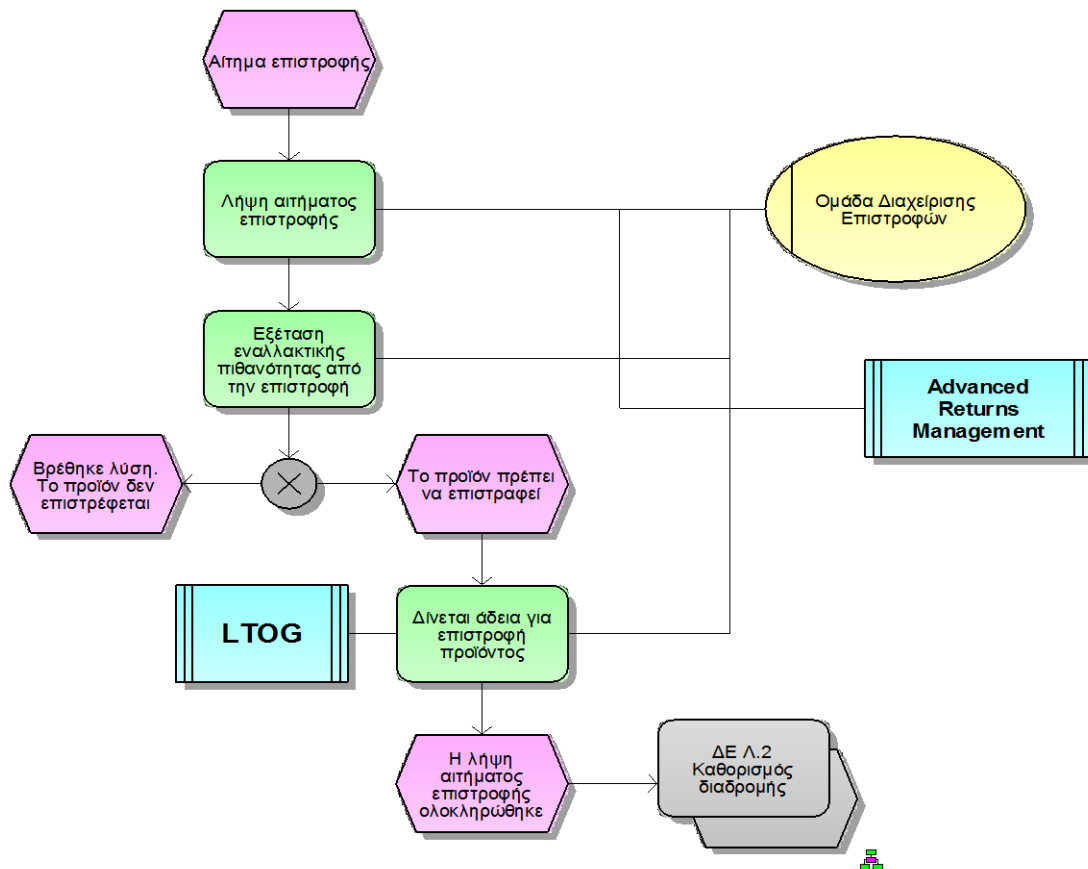 Αίτημα επιστροφής
Λήψη αιτήματος
επιστροφής
Ομάδα Διαχείρισης
Επιστροφών
Εξέταση
εναλλακτικής
πιθανότητας από
την επιστροφή
Advanced
Returns
Management
Βρέθηκε λύση.
Το προϊόν δεν
επιστρέφεται
Το προϊόν πρέπει
να επιστραφεί
LTOG
Δίνεται άδεια για
επιστροφή
προϊόντος
Η λήψη
αιτήματος
επιστροφής
ολοκληρώθηκε
ΔΕ Λ.2
Καθορισμός
διαδρομής